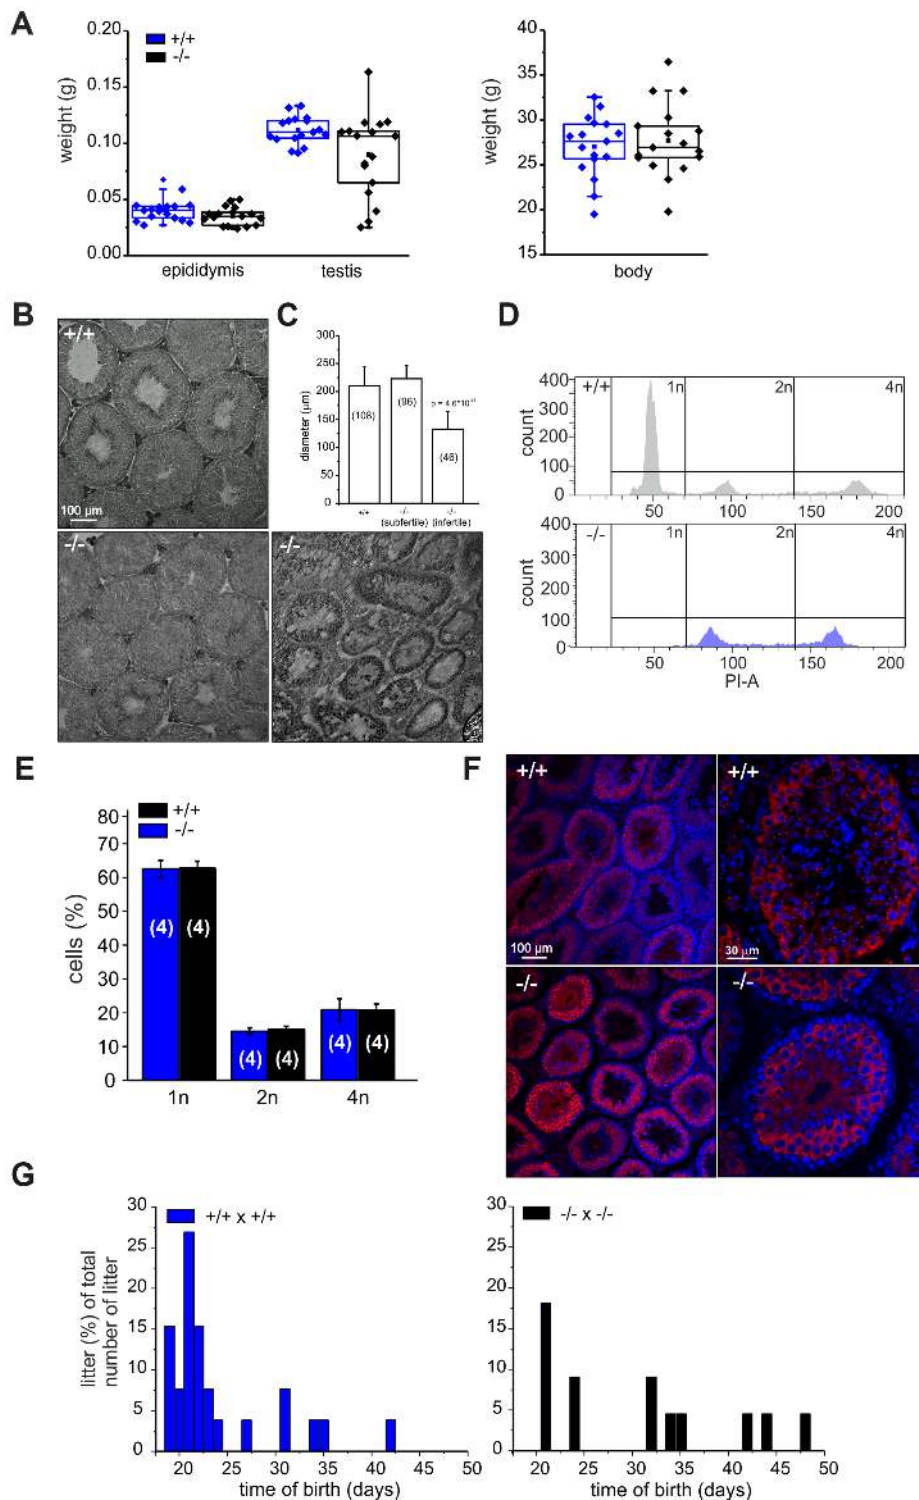 A
+/+
-/-
weight (g)
0.20
0.15
0.10
0.05
0.00
epididymis
testis
weight (g)
40
35
30
25
20
15
body
B
+/+
100 µm
-/-
-/-
C
diameter (µm)
300
250
200
150
100
50
0
(108)
(96)
(46)
+/+
-/-
(subfertile)
-/-
(infertile)
D
+/+
1n
2n
4n
count
400
300
200
100
0
50
100
150
210
-/-
1n
2n
4n
count
400
300
200
100
0
50
100
150
210
PI-A
E
+/+
-/-
cells (%)
80
70
60
50
40
30
20
10
0
(4)
(4)
(4)
(4)
(4)
(4)
1n
2n
4n
F
+/+
100 µm
+/+
30 µm
-/-
-/-
G
+/+ x +/+
litter (%) of total
number of litter
30
25
20
15
10
5
0
20
25
30
35
40
45
50
time of birth (days)
-/- x -/-
30
25
20
15
10
5
0
20
25
30
35
40
45
50
time of birth (days)